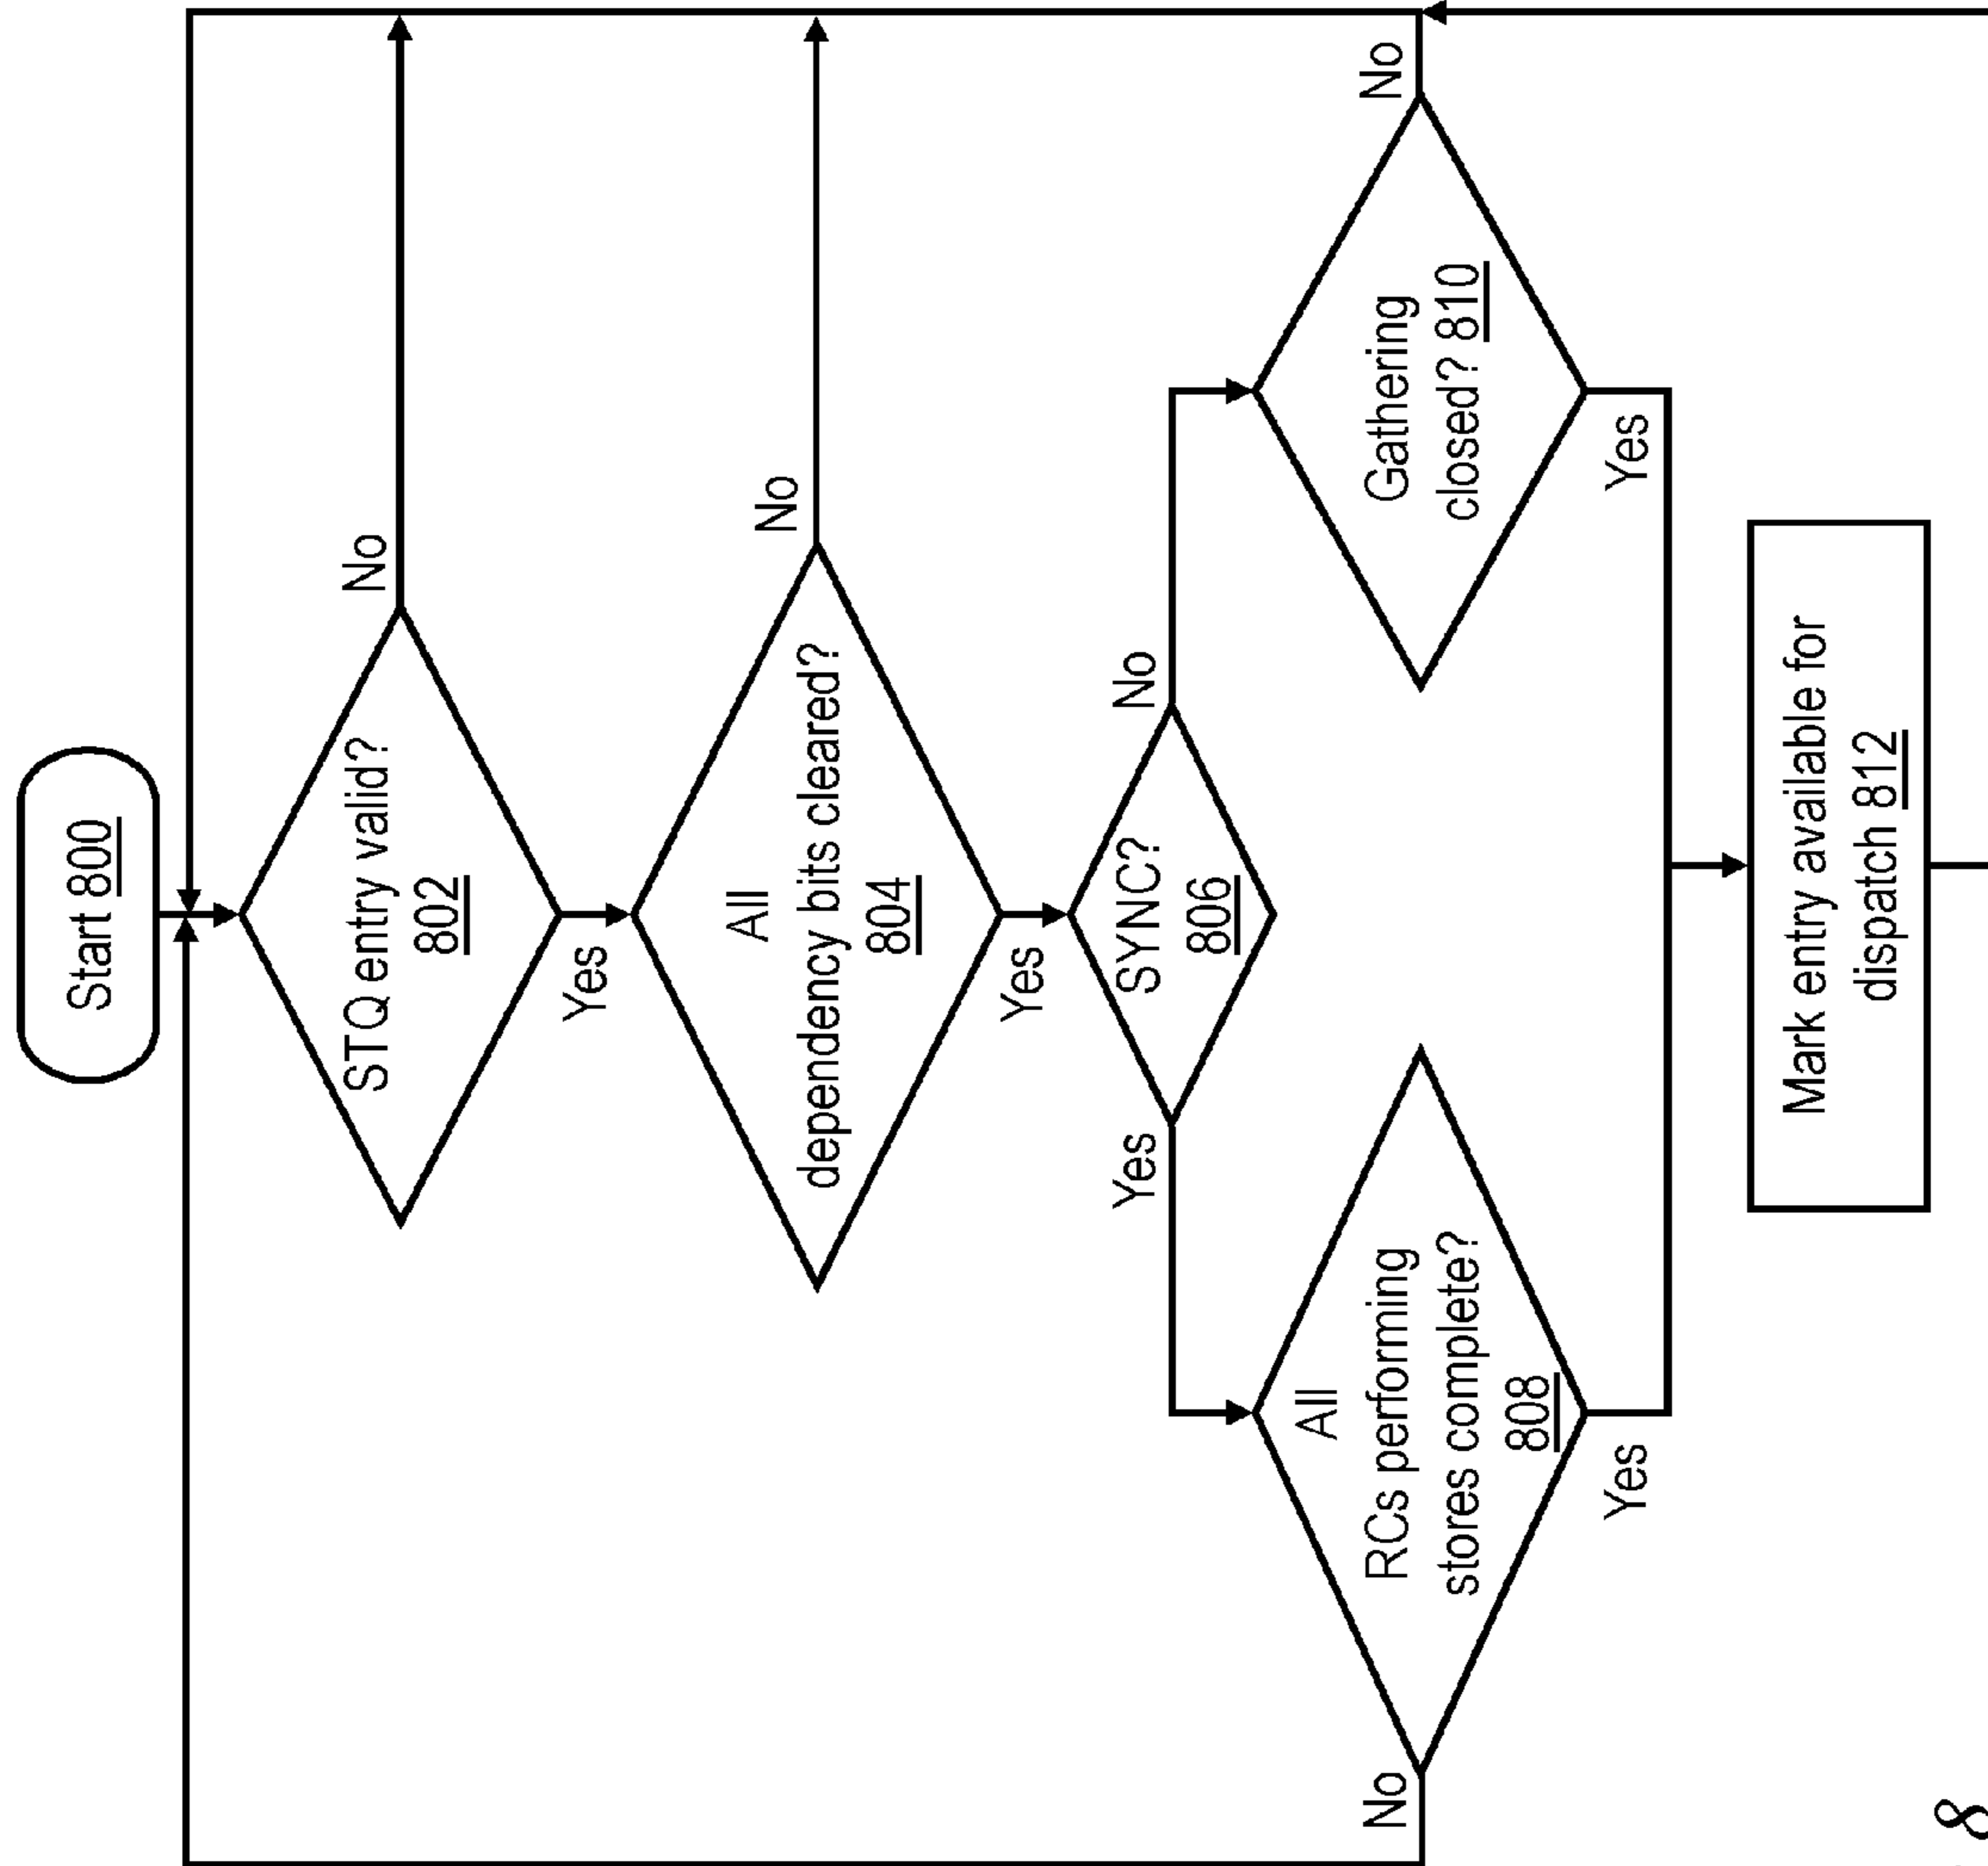 Start 800
STQ entry valid?
802
No
Yes
All
dependency bits cleared?
804
No
Yes
SYNC?
806
Yes
No
All
RCs performing
stores complete?
808
No
Yes
Gathering
closed? 810
No
Yes
Mark entry available for
dispatch 812
8